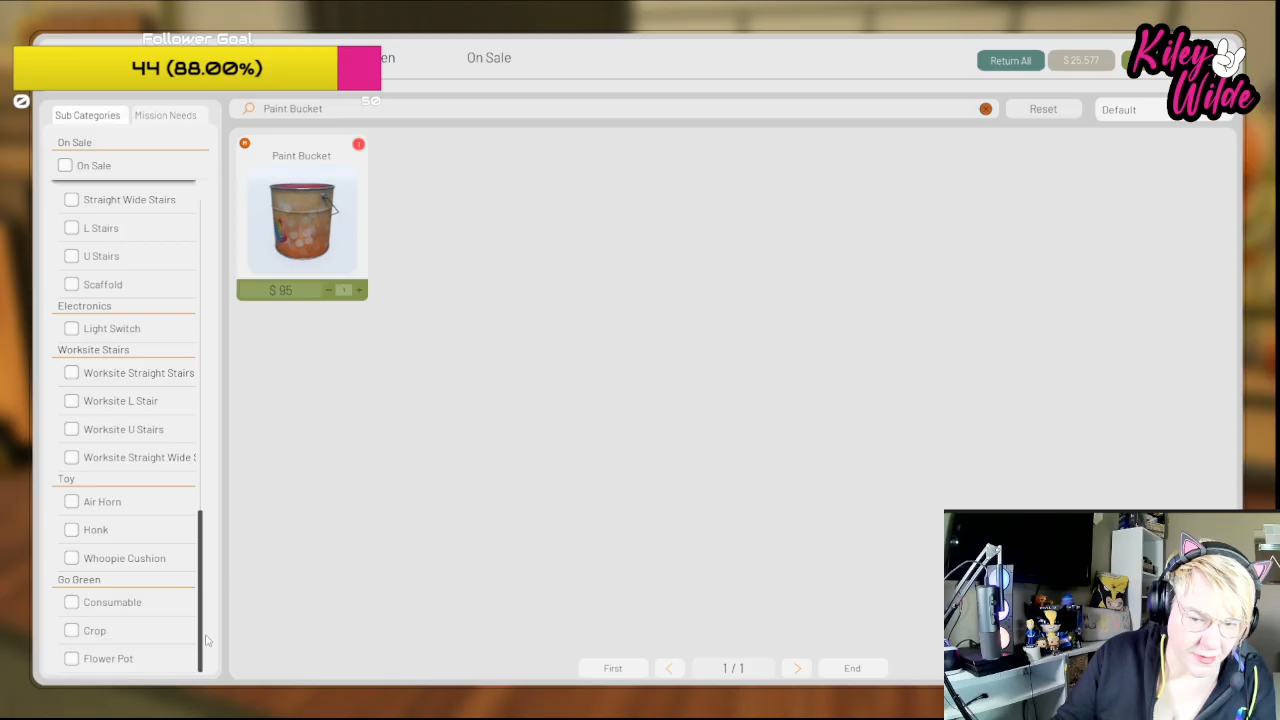 Follower Goal
44 (88.00%)
0
50
en
On Sale
Return All
$ 25,577
Kiley Wilde
Sub Categories
Mission Needs
Paint Bucket
Reset
Default
On Sale
On Sale
Straight Wide Stairs
L Stairs
U Stairs
Scaffold
Electronics
Light Switch
Worksite Stairs
Worksite Straight Stairs
Worksite L Stair
Worksite U Stairs
Worksite Straight Wide S
Toy
Air Horn
Honk
Whoopie Cushion
Go Green
Consumable
Crop
Flower Pot
Paint Bucket
$ 95
- 1 +
First
<
1 / 1
>
End